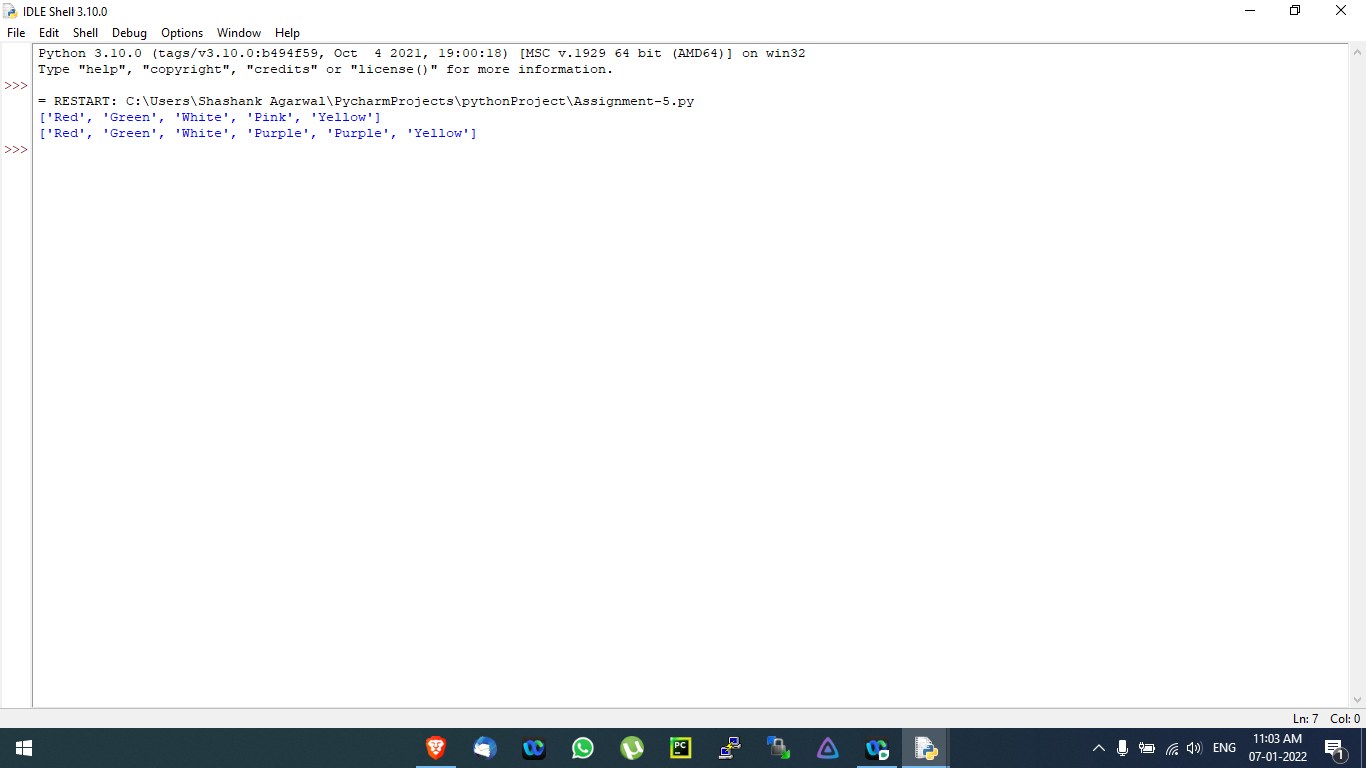 IDLE Shell 3.10.0
File Edit Shell Debug Options Window Help
Python 3.10.0 (tags/v3.10.0:b494f59, Oct  4 2021, 19:00:18) [MSC v.1929 64 bit (AMD64)] on win32
Type "help", "copyright", "credits" or "license()" for more information.
>>>
= RESTART: C:\Users\Shashank Agarwal\PycharmProjects\pythonProject\Assignment-5.py
['Red', 'Green', 'White', 'Pink', 'Yellow']
['Red', 'Green', 'White', 'Purple', 'Purple', 'Yellow']
>>>
Ln: 7 Col: 0
PC
ENG
11:03 AM
07-01-2022
1